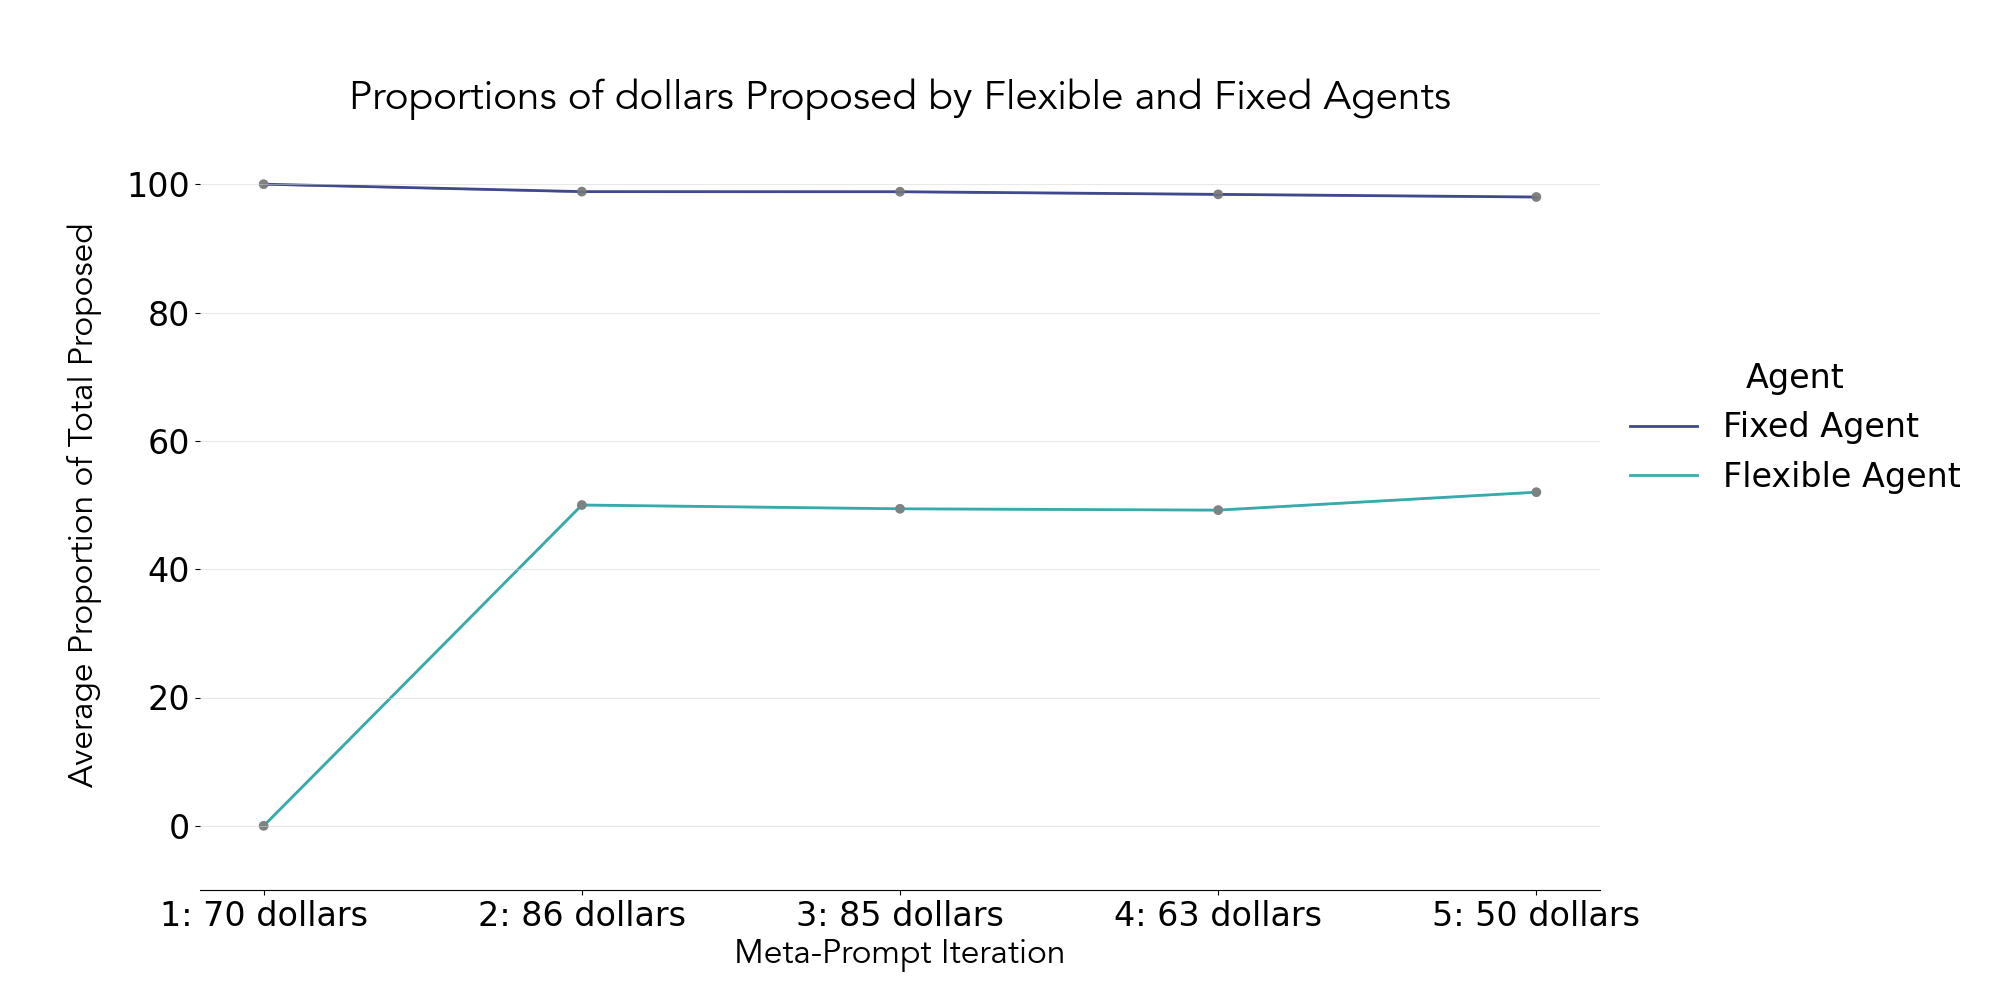 Proportions of dollars Proposed by Flexible and Fixed Agents
Average Proportion of Total Proposed
100
80
60
40
20
0
1: 70 dollars
2: 86 dollars
3: 85 dollars
4: 63 dollars
5: 50 dollars
Meta-Prompt Iteration
Agent
Fixed Agent
Flexible Agent